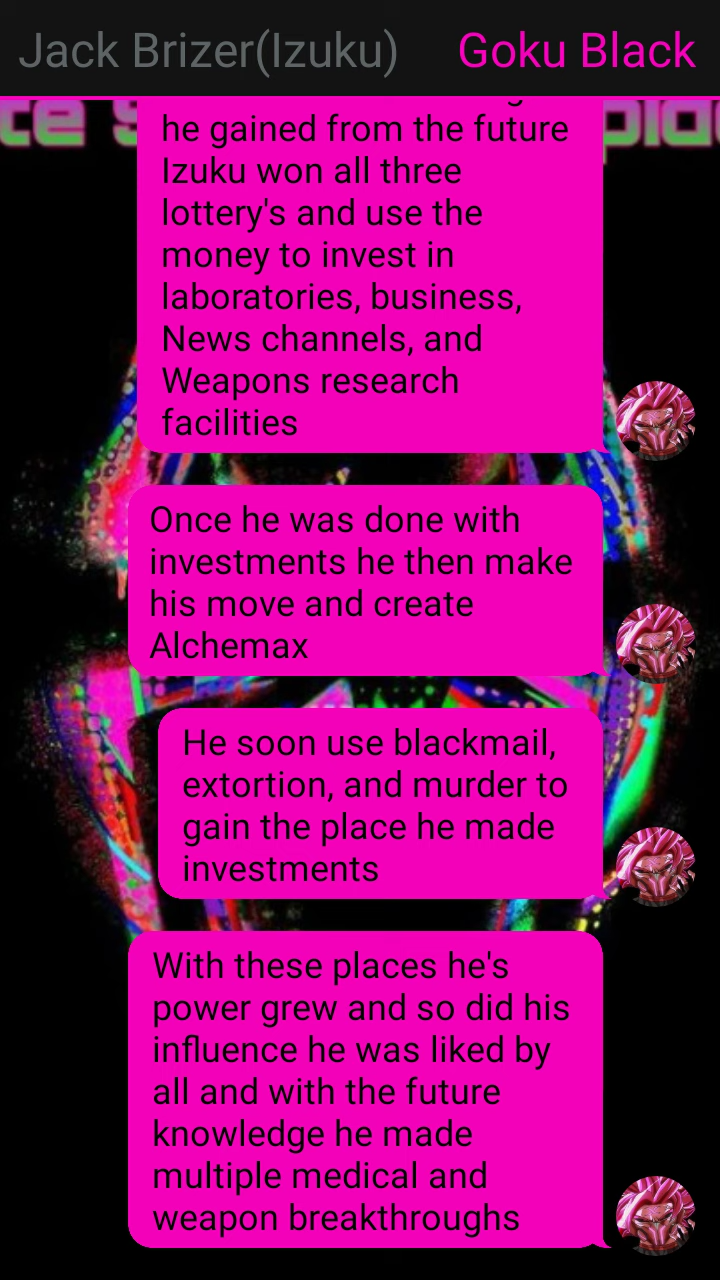 Jack Brizer(Izuku) Goku Black
he gained from the future
Izuku won all three
lottery's and use the
money to invest in
laboratories, business,
News channels, and
Weapons research
facilities
Once he was done with
investments he then make
his move and create
Alchemax
He soon use blackmail,
extortion, and murder to
gain the place he made
investments
With these places he's
power grew and so did his
influence he was liked by
all and with the future
knowledge he made
multiple medical and
weapon breakthroughs